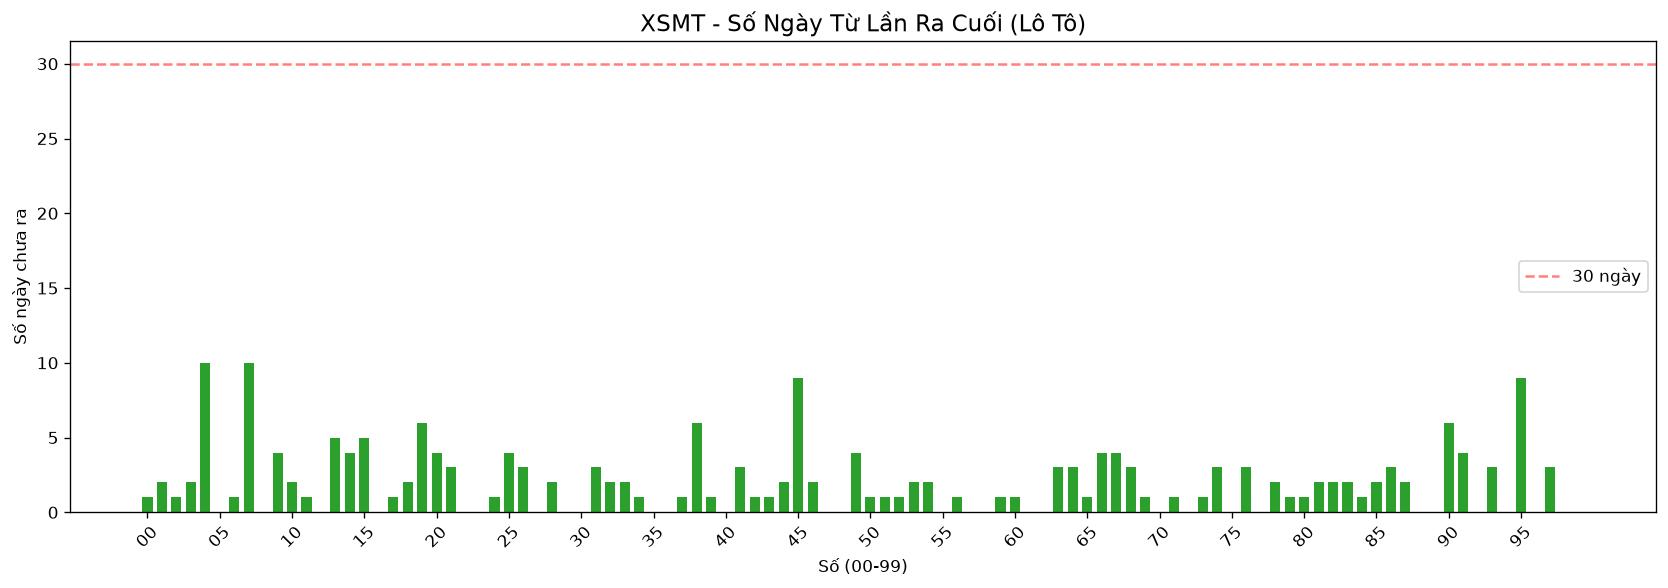 XSMT - Số Ngày Từ Lần Ra Cuối (Lô Tô)
Số ngày chưa ra
30
25
20
15
10
5
0
30 ngày
00 05 10 15 20 25 30 35 40 45 50 55 60 65 70 75 80 85 90 95
Số (00-99)